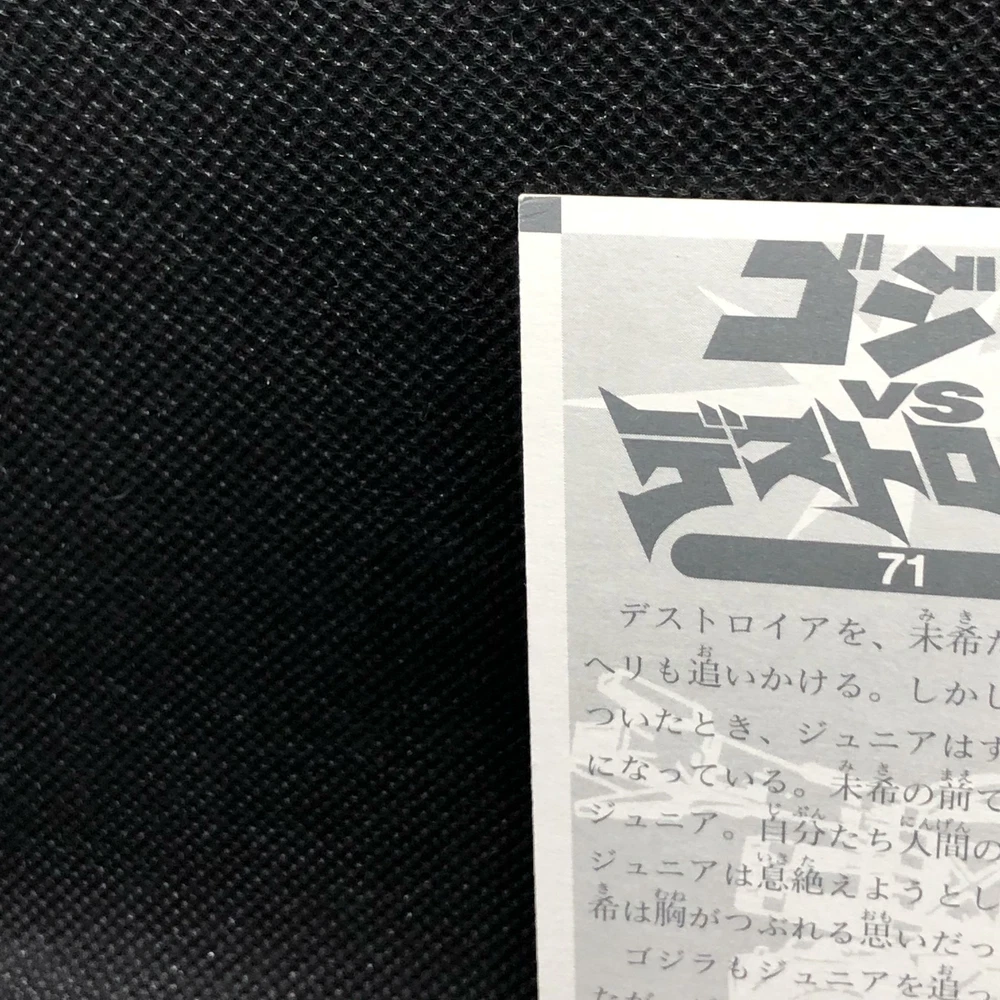 ゴジ
VS
デストロ
71
デストロイアを、未希た
ヘリも追いかける。しかし
ついたとき、ジュニアはす
になっている。未希の前で
ジュニア。自分たち人間の
ジュニアは息絶えようとし
希は胸がつぶれる思いだっ
ゴジラもジュニアを追っ